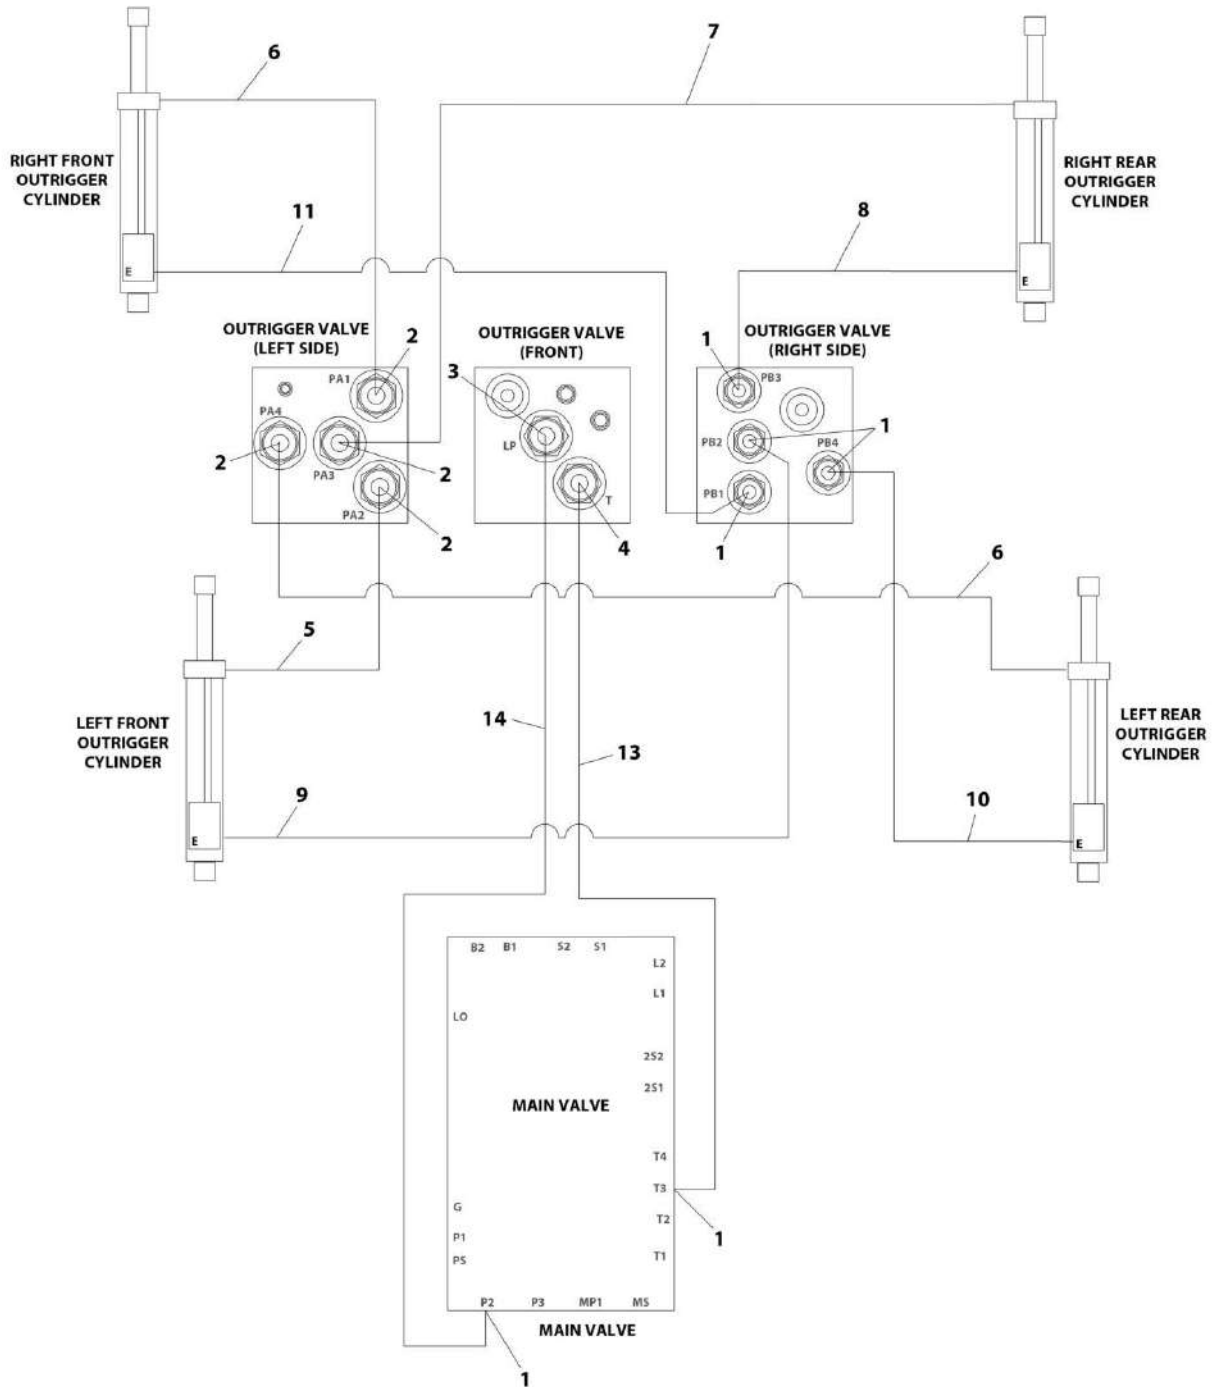 6
7
RIGHT FRONT
OUTRIGGER
CYLINDER
RIGHT REAR
OUTRIGGER
CYLINDER
11
8
E
E
OUTRIGGER VALVE
(LEFT SIDE)
OUTRIGGER VALVE
(FRONT)
OUTRIGGER VALVE
(RIGHT SIDE)
2
3
1
PA1
PB3
PA4
1
LP
PB2
PB4
2
PA3
2
PB1
T
PA2
2
4
1
6
5
LEFT FRONT
OUTRIGGER
CYLINDER
14
13
LEFT REAR
OUTRIGGER
CYLINDER
9
10
E
E
B2 B1 S2 S1
L2
L1
LO
2S2
2S1
MAIN VALVE
T4
T3
G
T2
1
P1
PS
T1
P2 P3 MP1 MS
MAIN VALVE
1